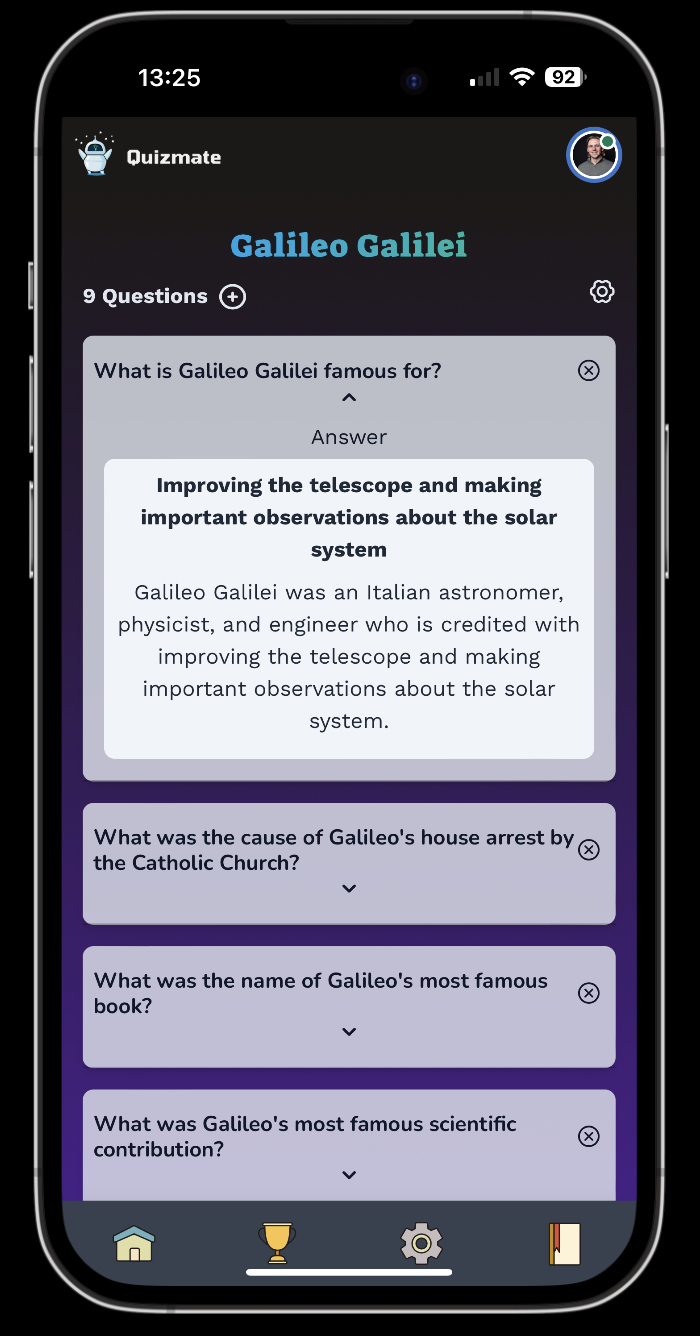 13:25
92
Quizmate
Galileo Galilei
9 Questions
What is Galileo Galilei famous for?
Answer
Improving the telescope and making
important observations about the solar
system
Galileo Galilei was an Italian astronomer,
physicist, and engineer who is credited with
improving the telescope and making
important observations about the solar
system.
What was the cause of Galileo's house arrest by
the Catholic Church?
What was the name of Galileo's most famous
book?
What was Galileo's most famous scientific
contribution?